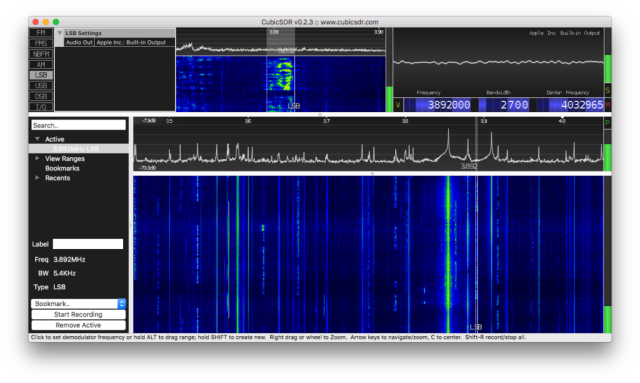 CubicSDR v0.2.3 :: www.cubicsdr.com
FM
FMS
NBFM
AM
LSB
USB
DSB
I/Q
LSB Settings
Audio Out Apple Inc.: Built-in Output
3.89 3.90
LSB
Apple Inc: Built-in Output
Frequency Bandwidth Center Frequency
V 3892000 2700 4032965
S
M
P
Search..
Active
3.892MHz LSB
View Ranges
Bookmarks
Recents
Label
Freq 3.892MHz
BW 5.4KHz
Type LSB
Bookmark..
Start Recording
Remove Active
3.5 3.6 3.7 3.8 3.9 4.0
3.892
LSB
Click to set demodulator frequency or hold ALT to drag range; hold SHIFT to create new. Right drag or wheel to Zoom. Arrow keys to navigate/zoom, C to center. Shift-R record/stop all.